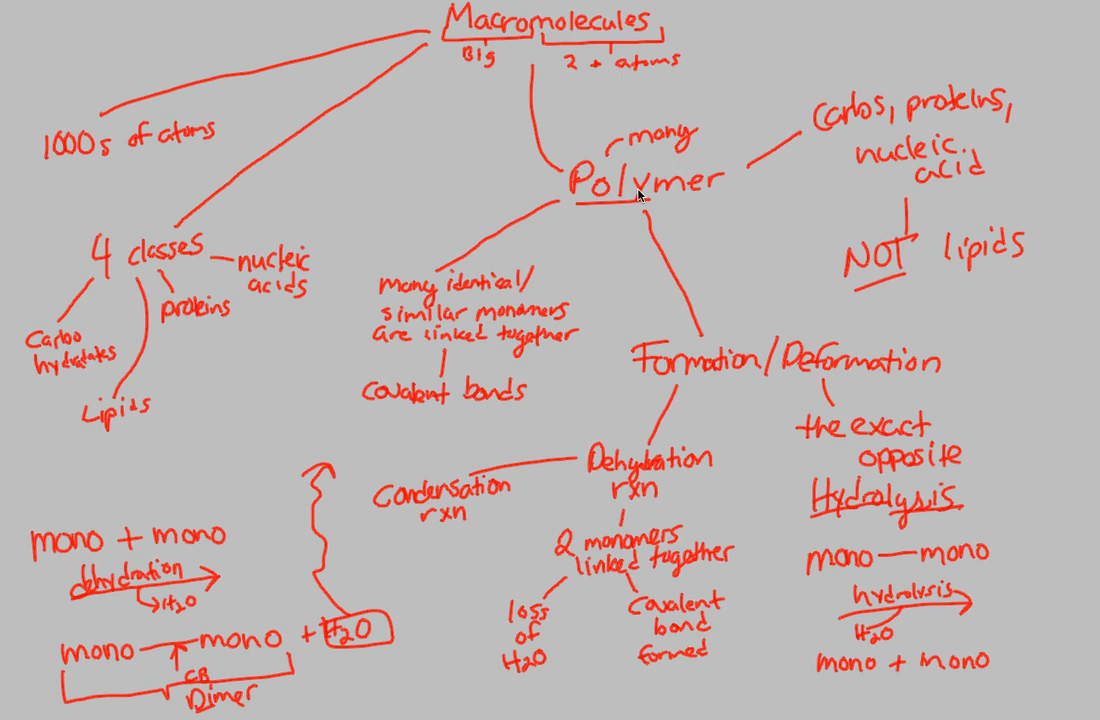 Macromolecules
Big
2 + atoms
1000s of atoms
4 classes
nucleic
acids
proteins
Carbo
hydrates
Lipids
many
Polymer
Carbos, proteins,
nucleic
acid
NOT lipids
Many identical/
similar monomers
are linked together
Covalent bonds
Formation/Deformation
Dehydration
rxn
Condensation
rxn
2 monomers
linked together
loss
of
H2O
Covalent
bond
formed
the exact
opposite
Hydrolysis
mono — mono
hydrolysis
H2O
mono + mono
mono + mono
dehydration
H2O
mono — mono + H2O
CB
Dimer